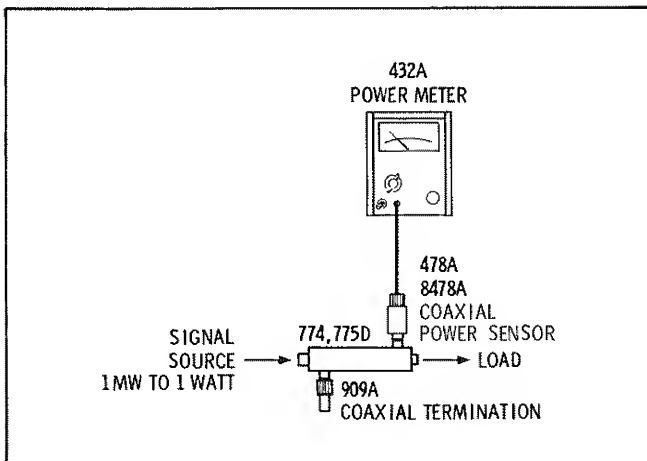 432A
POWER METER
478A
8478A
COAXIAL
POWER SENSOR
SIGNAL
SOURCE
1MW TO 1 WATT
774, 775D
LOAD
909A
COAXIAL TERMINATION